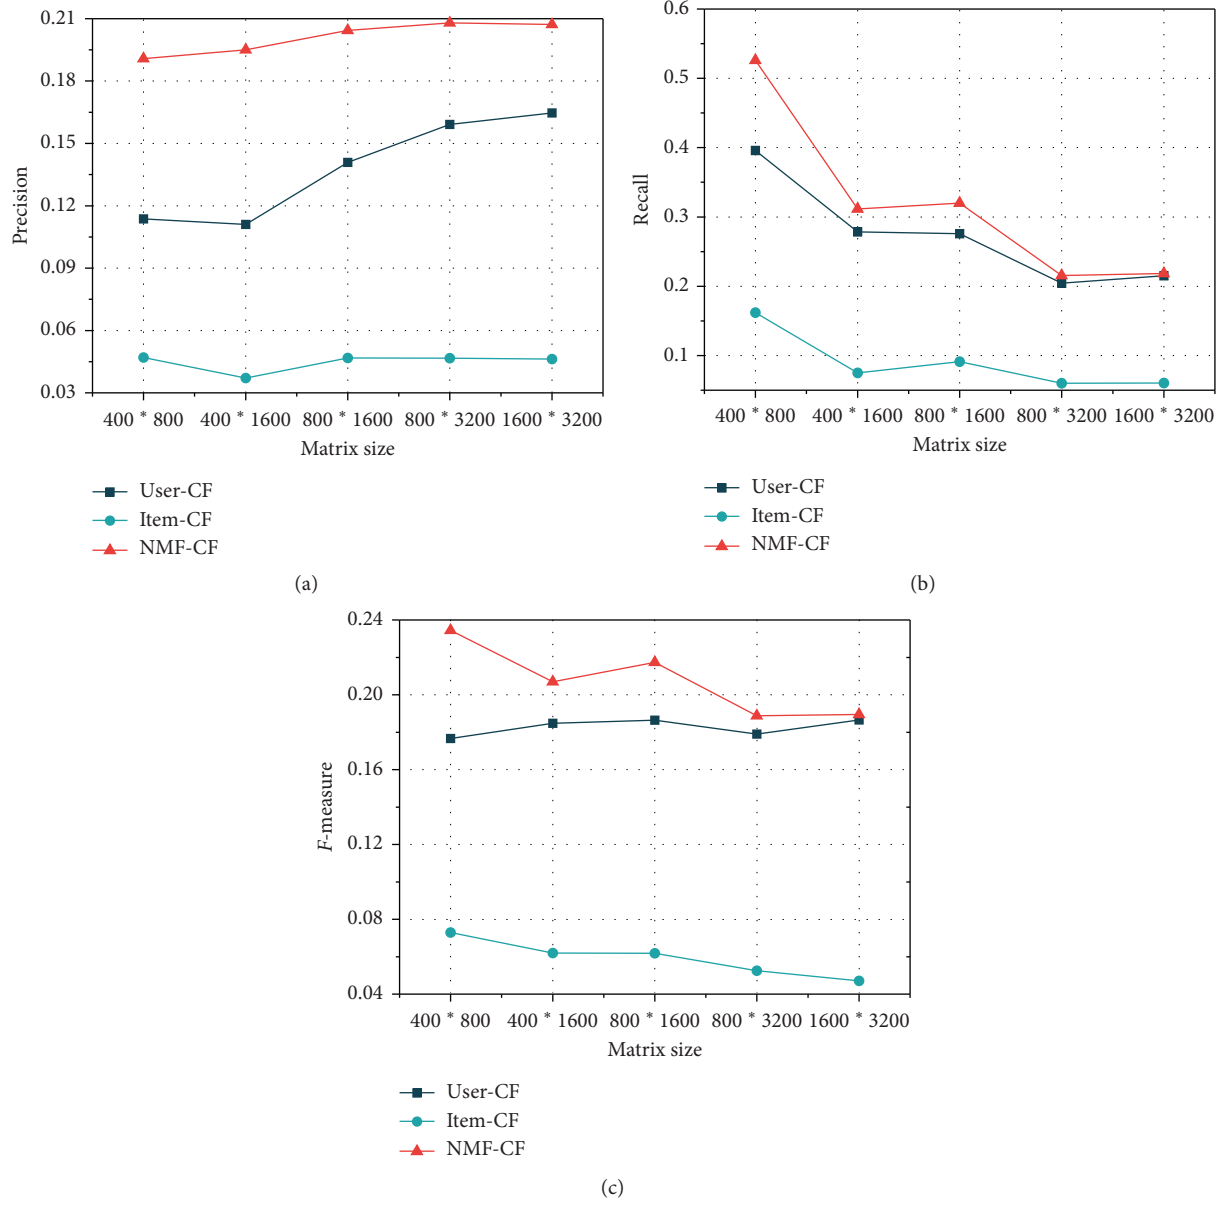 0.21
0.18
0.15
0.12
0.09
0.06
0.03
Precision
400 * 800 400 * 1600 800 * 1600 800 * 3200 1600 * 3200
Matrix size
User-CF
Item-CF
NMF-CF
(a)
0.6
0.5
0.4
0.3
0.2
0.1
Recall
400 * 800 400 * 1600 800 * 1600 800 * 3200 1600 * 3200
Matrix size
User-CF
Item-CF
NMF-CF
(b)
0.24
0.20
0.16
0.12
0.08
0.04
F-measure
400 * 800 400 * 1600 800 * 1600 800 * 3200 1600 * 3200
Matrix size
User-CF
Item-CF
NMF-CF
(c)